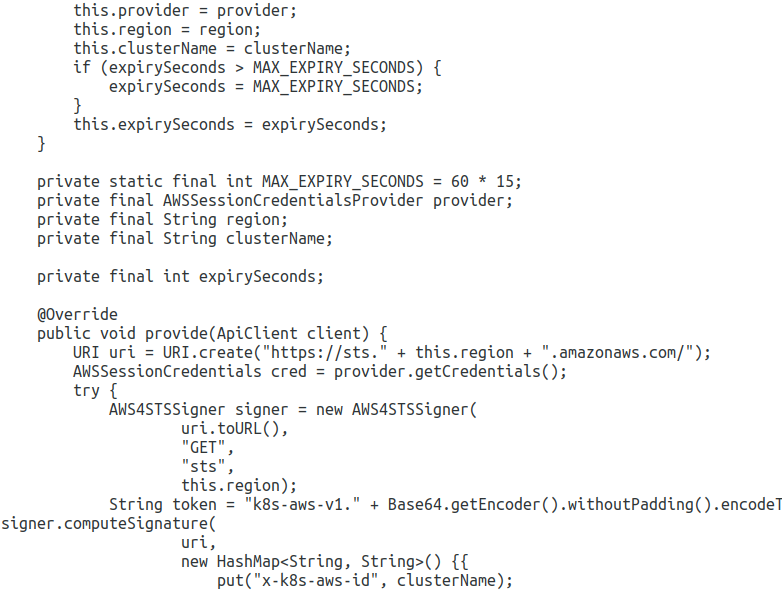 this.provider = provider;
this.region = region;
this.clusterName = clusterName;
if (expirySeconds > MAX_EXPIRY_SECONDS) {
expirySeconds = MAX_EXPIRY_SECONDS;
}
this.expirySeconds = expirySeconds;
}
private static final int MAX_EXPIRY_SECONDS = 60 * 15;
private final AWSSessionCredentialsProvider provider;
private final String region;
private final String clusterName;
private final int expirySeconds;
@Override
public void provide(ApiClient client) {
URI uri = URI.create("https://sts." + this.region + ".amazonaws.com/");
AWSSessionCredentials cred = provider.getCredentials();
try {
AWS4STSSigner signer = new AWS4STSSigner(
uri.toURL(),
"GET",
"sts",
this.region);
String token = "k8s-aws-v1." + Base64.getEncoder().withoutPadding().encodeT
signer.computeSignature(
uri,
new HashMap<String, String>() {{
put("x-k8s-aws-id", clusterName);